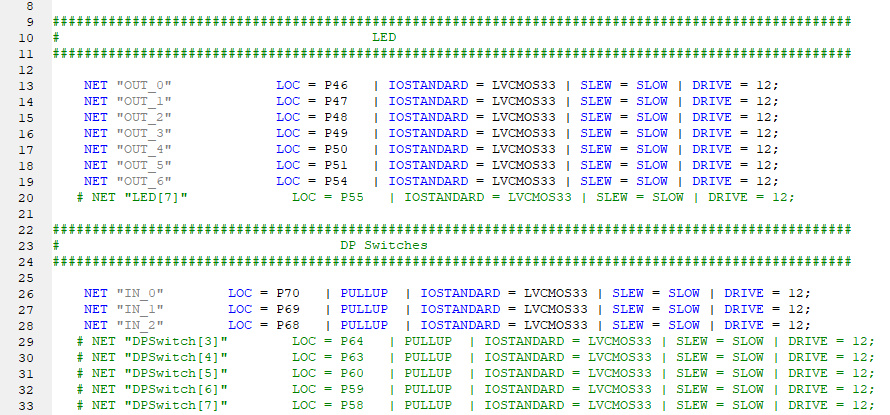 8
9 ####################################################################################################
10 # LED
11 ####################################################################################################
12
13 NET "OUT_0" LOC = P46 | IOSTANDARD = LVCMOS33 | SLEW = SLOW | DRIVE = 12;
14 NET "OUT_1" LOC = P47 | IOSTANDARD = LVCMOS33 | SLEW = SLOW | DRIVE = 12;
15 NET "OUT_2" LOC = P48 | IOSTANDARD = LVCMOS33 | SLEW = SLOW | DRIVE = 12;
16 NET "OUT_3" LOC = P49 | IOSTANDARD = LVCMOS33 | SLEW = SLOW | DRIVE = 12;
17 NET "OUT_4" LOC = P50 | IOSTANDARD = LVCMOS33 | SLEW = SLOW | DRIVE = 12;
18 NET "OUT_5" LOC = P51 | IOSTANDARD = LVCMOS33 | SLEW = SLOW | DRIVE = 12;
19 NET "OUT_6" LOC = P54 | IOSTANDARD = LVCMOS33 | SLEW = SLOW | DRIVE = 12;
20 # NET "LED[7]" LOC = P55 | IOSTANDARD = LVCMOS33 | SLEW = SLOW | DRIVE = 12;
21
22 ####################################################################################################
23 # DP Switches
24 ####################################################################################################
25
26 NET "IN_0" LOC = P70 | PULLUP | IOSTANDARD = LVCMOS33 | SLEW = SLOW | DRIVE = 12;
27 NET "IN_1" LOC = P69 | PULLUP | IOSTANDARD = LVCMOS33 | SLEW = SLOW | DRIVE = 12;
28 NET "IN_2" LOC = P68 | PULLUP | IOSTANDARD = LVCMOS33 | SLEW = SLOW | DRIVE = 12;
29 # NET "DPSwitch[3]" LOC = P64 | PULLUP | IOSTANDARD = LVCMOS33 | SLEW = SLOW | DRIVE = 12;
30 # NET "DPSwitch[4]" LOC = P63 | PULLUP | IOSTANDARD = LVCMOS33 | SLEW = SLOW | DRIVE = 12;
31 # NET "DPSwitch[5]" LOC = P60 | PULLUP | IOSTANDARD = LVCMOS33 | SLEW = SLOW | DRIVE = 12;
32 # NET "DPSwitch[6]" LOC = P59 | PULLUP | IOSTANDARD = LVCMOS33 | SLEW = SLOW | DRIVE = 12;
33 # NET "DPSwitch[7]" LOC = P58 | PULLUP | IOSTANDARD = LVCMOS33 | SLEW = SLOW | DRIVE = 12;